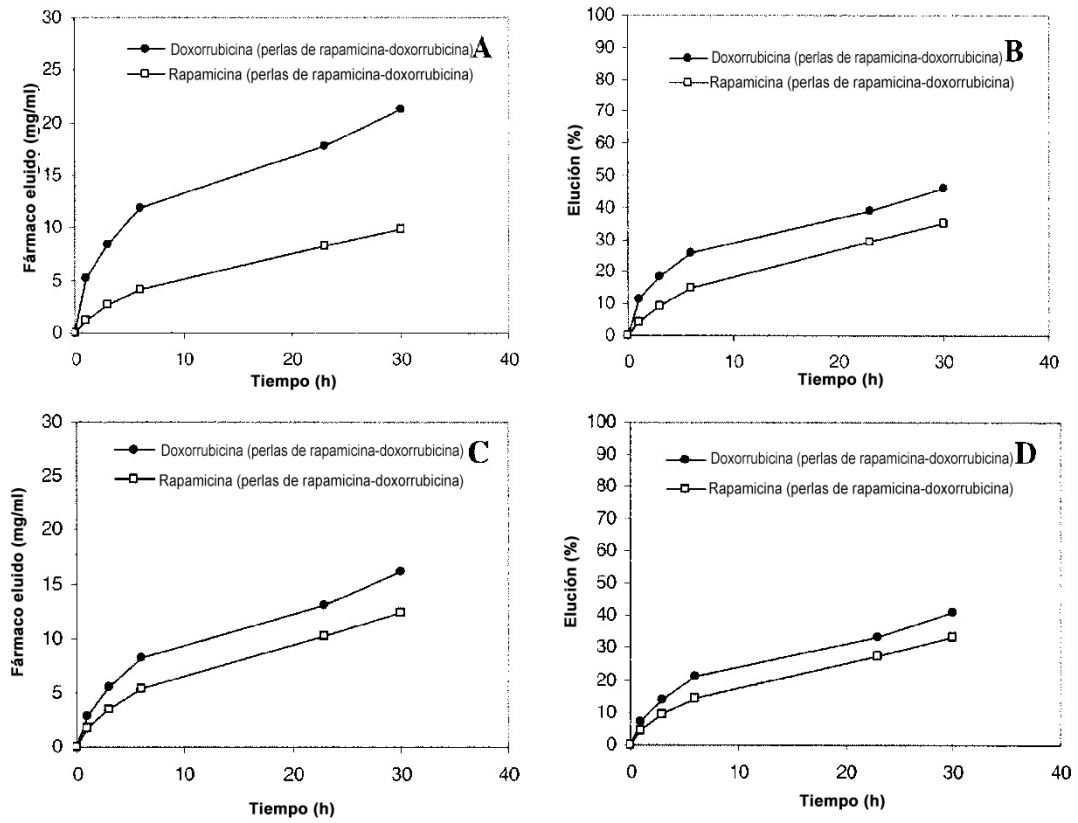 A
Doxorrubicina (perlas de rapamicina-doxorrubicina)
Rapamicina (perlas de rapamicina-doxorrubicina)
Fármaco eluido (mg/ml)
30
25
20
15
10
5
0
0 10 20 30 40
Tiempo (h)
B
Doxorrubicina (perlas de rapamicina-doxorrubicina)
Rapamicina (perlas de rapamicina-doxorrubicina)
Elución (%)
100
90
80
70
60
50
40
30
20
10
0
0 10 20 30 40
Tiempo (h)
C
Doxorrubicina (perlas de rapamicina-doxorrubicina)
Rapamicina (perlas de rapamicina-doxorrubicina)
Fármaco eluido (mg/ml)
30
25
20
15
10
5
0
0 10 20 30 40
Tiempo (h)
D
Doxorrubicina (perlas de rapamicina-doxorrubicina)
Rapamicina (perlas de rapamicina-doxorrubicina)
Elución (%)
100
90
80
70
60
50
40
30
20
10
0
0 10 20 30 40
Tiempo (h)